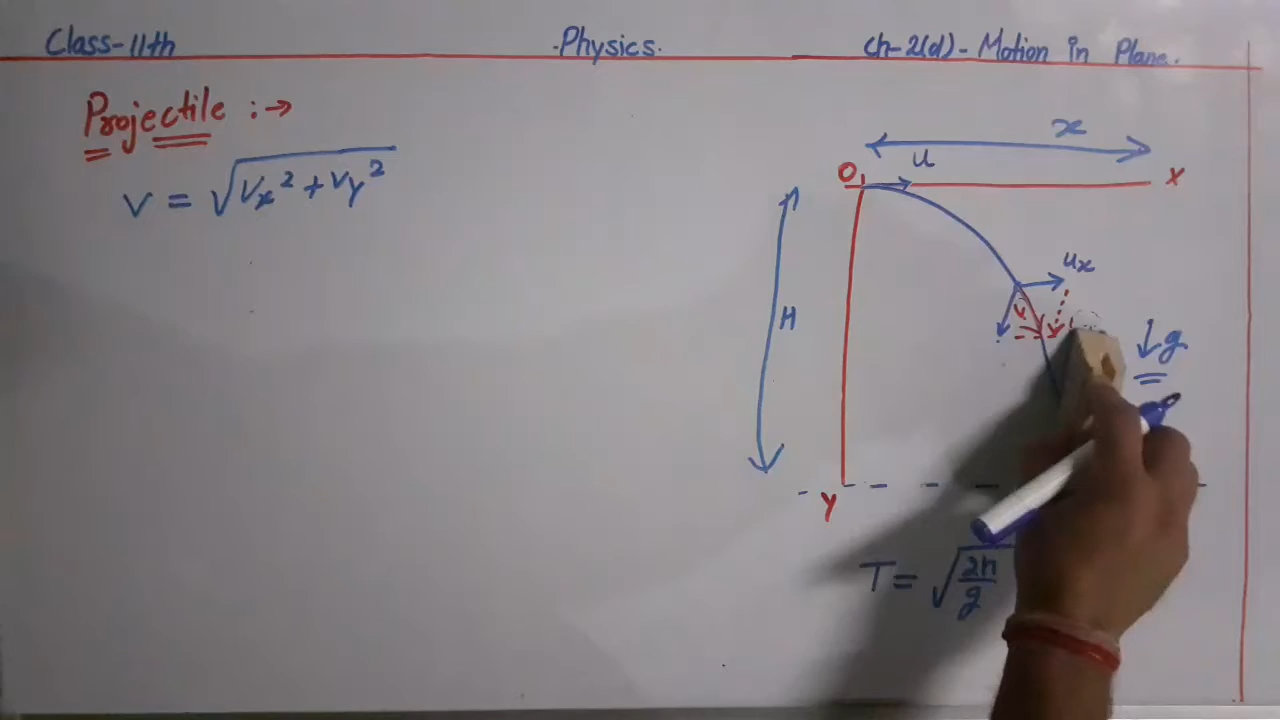 Class-11th
Physics.
Ch-2(d)- Motion in Plane.
Projectile :→
V = √Vx² + Vy²
x
u
O
X
ux
H
V
↓g
Y
T = √2h/g